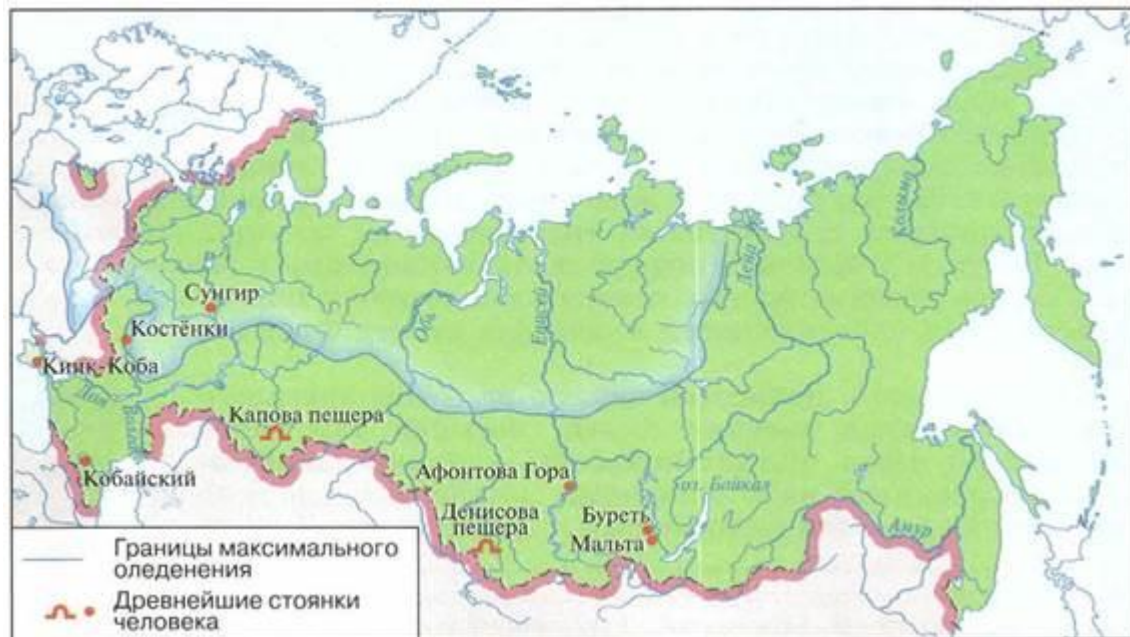 Колыма
Лена
Енисей
Обь
Сунгир
Костёнки
Кияк-Коба
Дон
Волга
Капова пещера
Кобайский
Афонтова Гора
оз. Байкал
Денисова
пещера
Буреть
Мальта
Амур
Границы максимального
оледенения
Древнейшие стоянки
человека